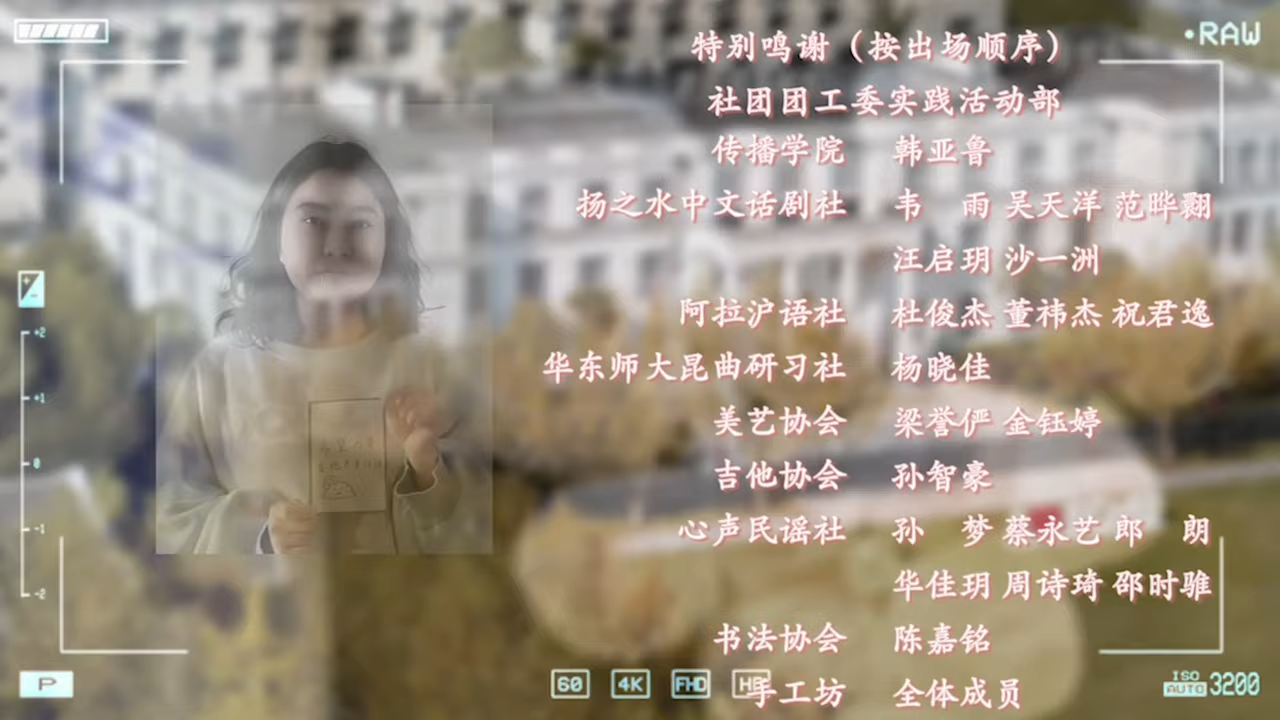 •RAW
特别鸣谢（按出场顺序）
社团团工委实践活动部
传播学院 韩亚鲁
扬之水中文话剧社 韦 雨 吴天洋 范晔翾
汪启玥 沙一洲
阿拉沪语社 杜俊杰 董祎杰 祝君逸
华东师大昆曲研习社 杨晓佳
美艺协会 梁誉俨 金钰婷
吉他协会 孙智豪
心声民谣社 孙 梦 蔡永艺 郎 朗
华佳玥 周诗琦 邵时骓
书法协会 陈嘉铭
手工坊 全体成员
+2
+1
0
-1
-2
P
60 4K FHD
ISO AUTO 3200